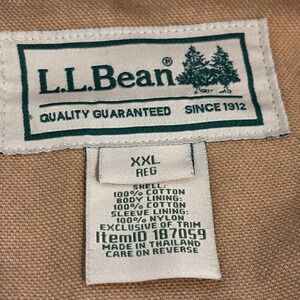 L.L.Bean®
QUALITY GUARANTEED SINCE 1912
XXL
REG
SHELL:
100% COTTON
BODY LINING:
100% COTTON
SLEEVE LINING:
100% NYLON
EXCLUSIVE OF TRIM
ItemID 187059
MADE IN THAILAND
CARE ON REVERSE